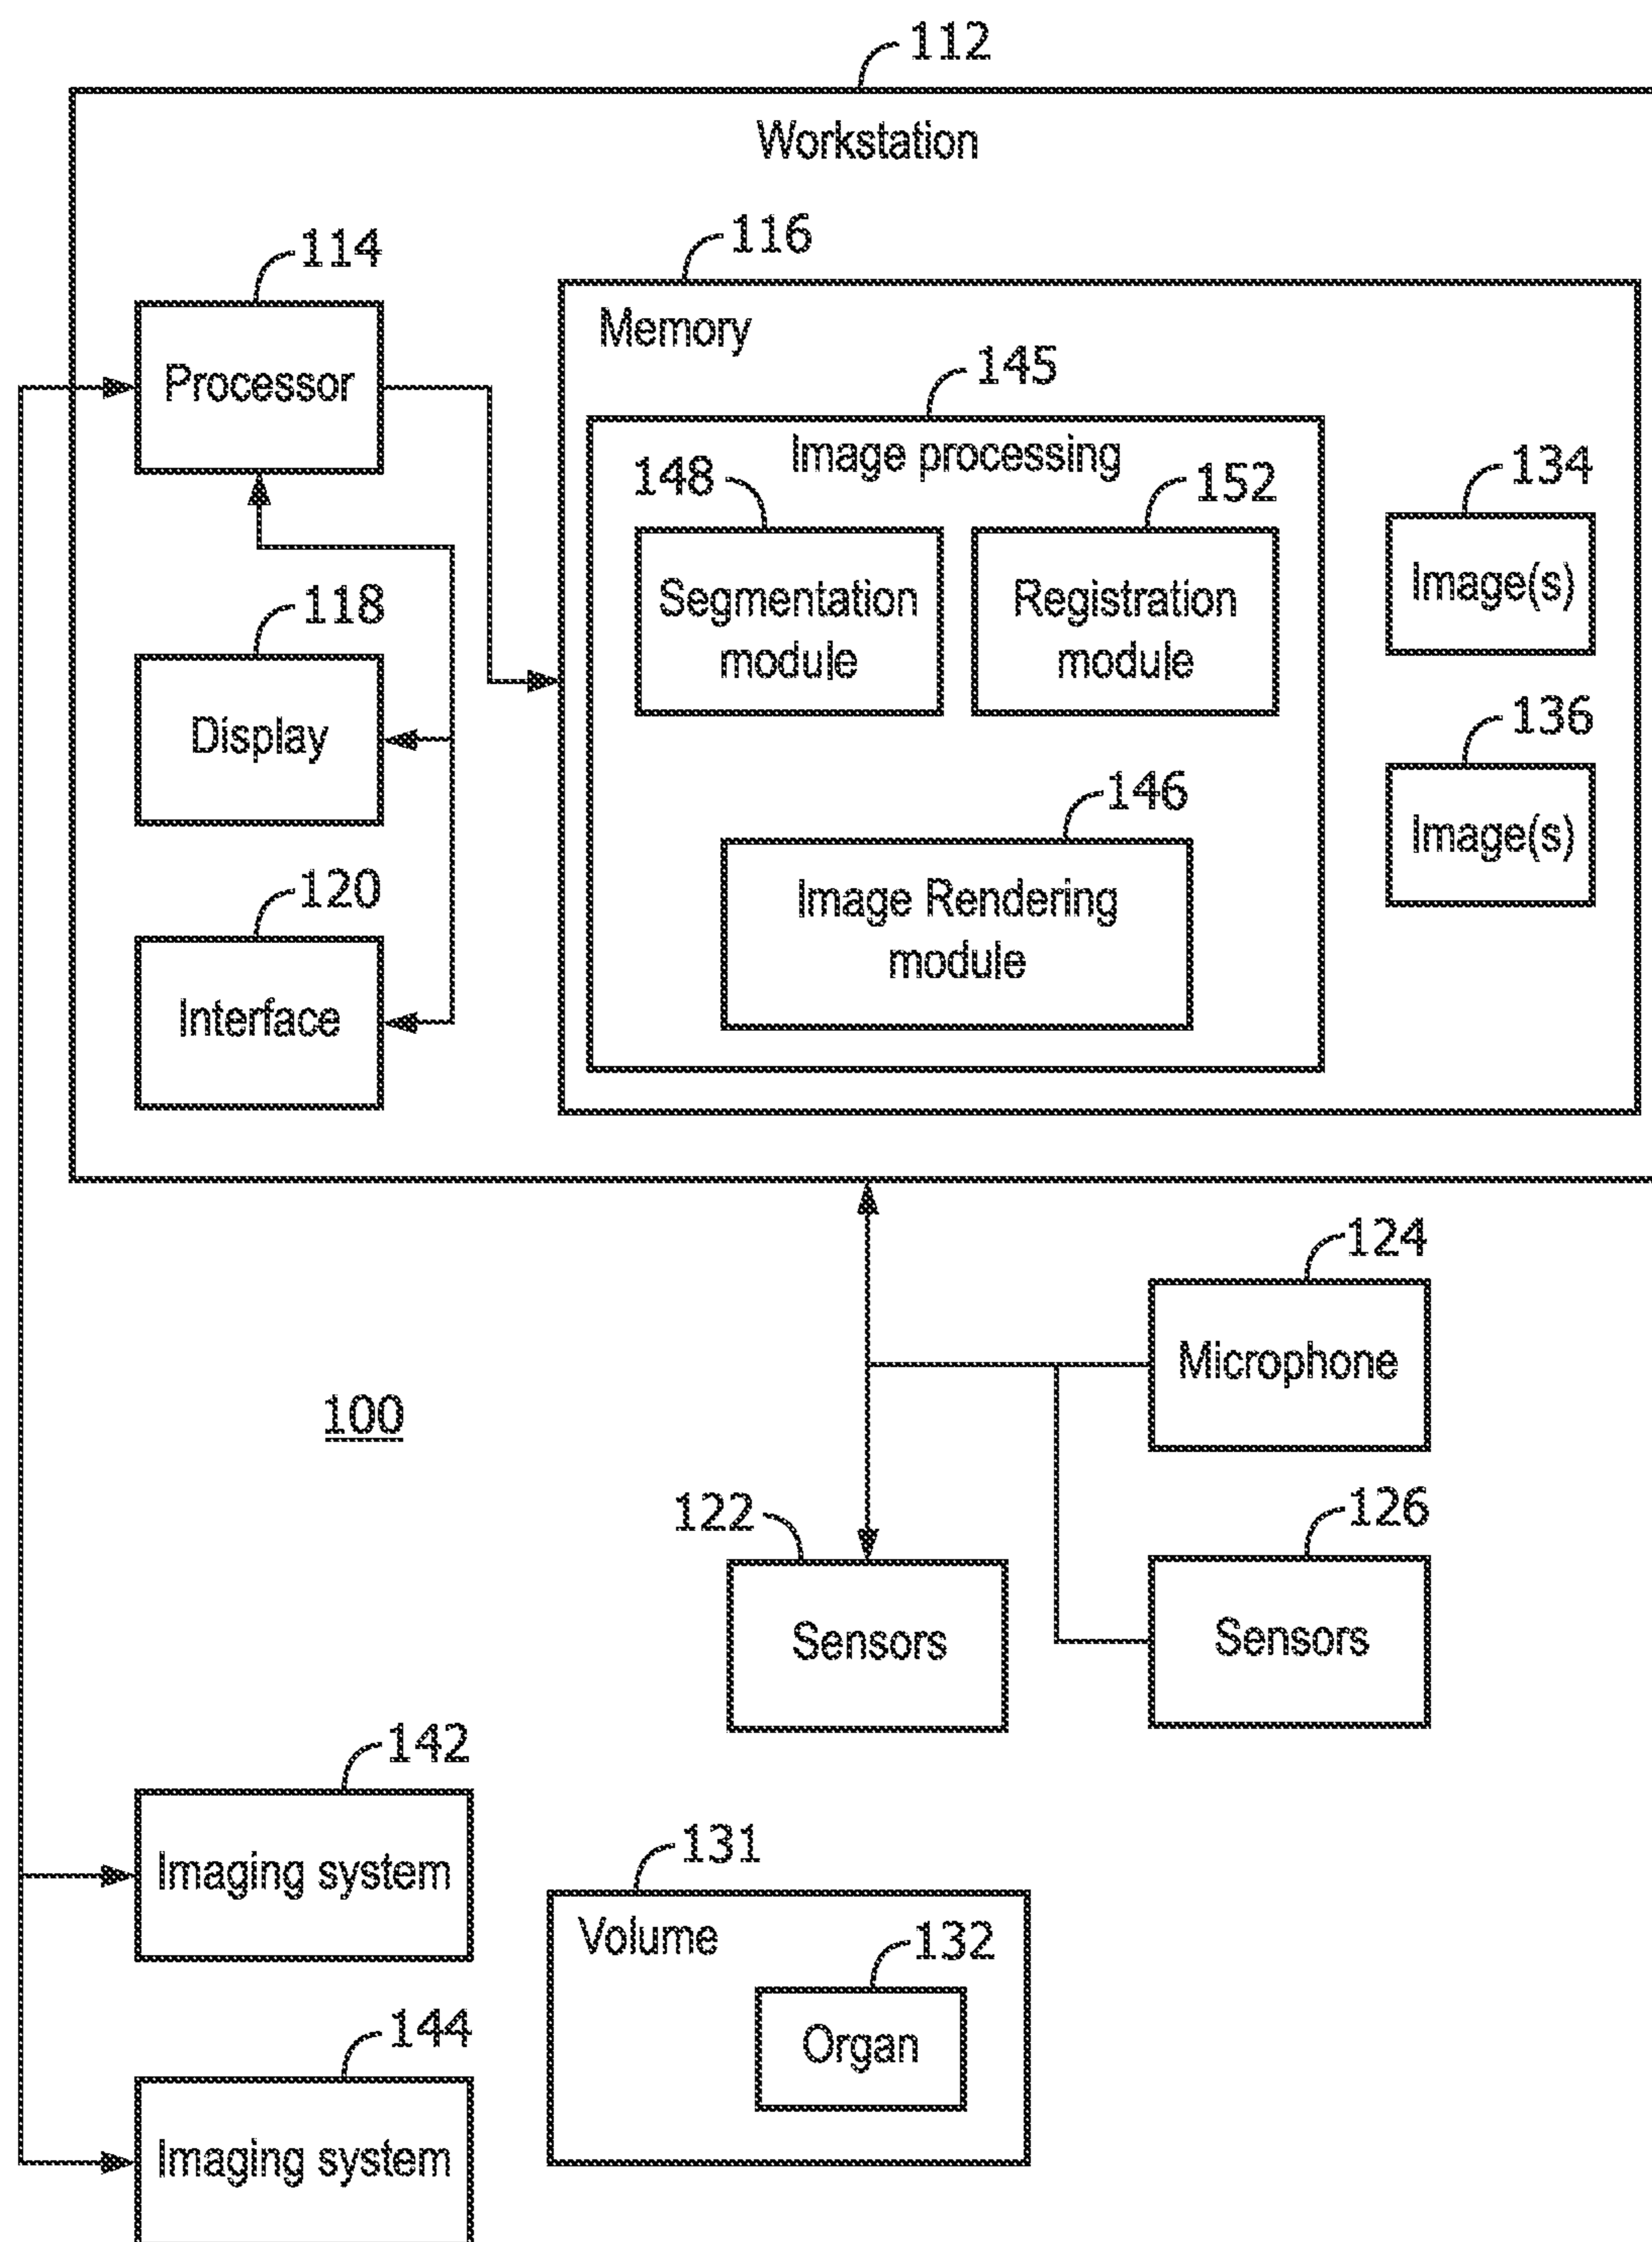 112
Workstation
114
Processor
116
Memory
145
Image processing
148
152
Segmentation
module
Registration
module
134
Image(s)
136
Image(s)
146
Image Rendering
module
118
Display
120
Interface
124
Microphone
100
122
Sensors
126
Sensors
142
Imaging system
131
Volume
132
Organ
144
Imaging system